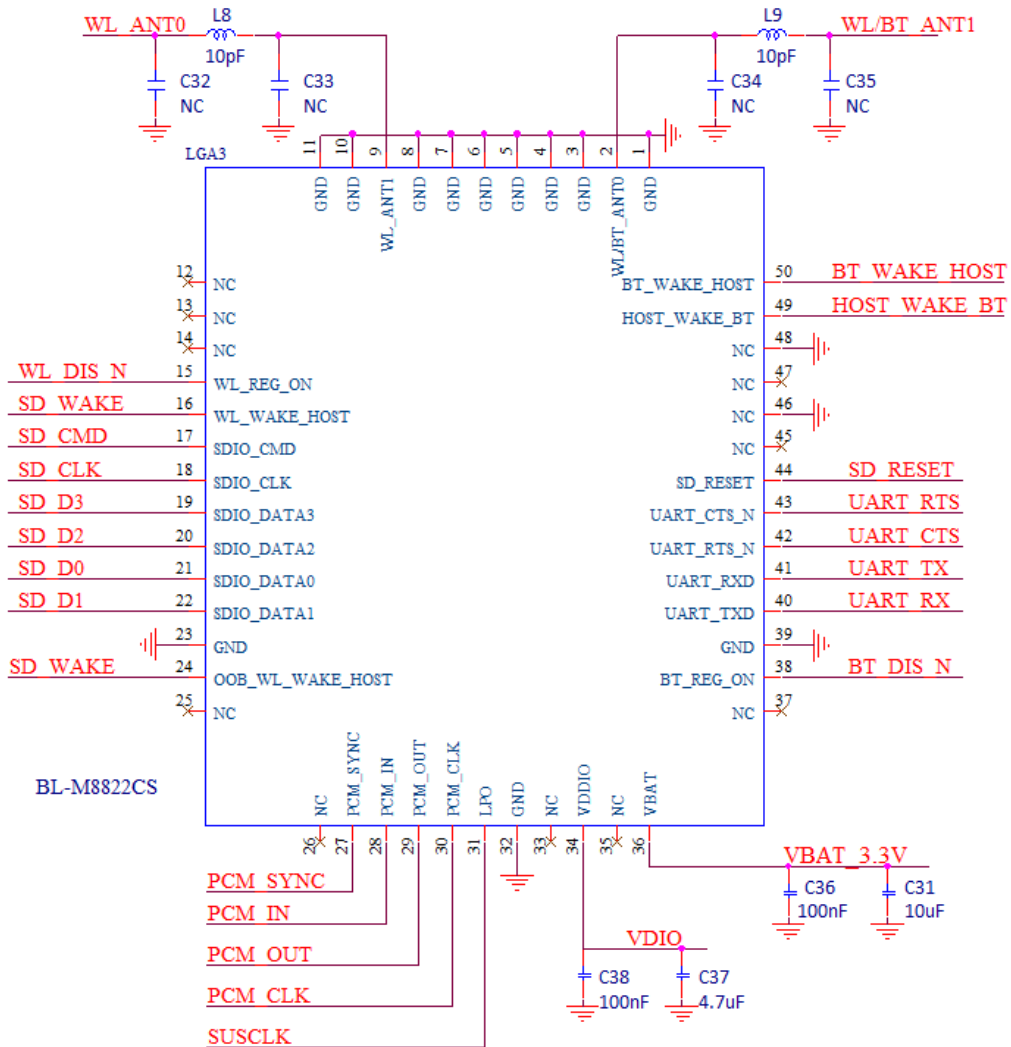 WL_ANT0
L8
10pF
C32
NC
C33
NC
L9
10pF
WL/BT_ANT1
C34
NC
C35
NC
LGA3
11
10
9
8
7
6
5
4
3
2
1
GND
GND
WL_ANT1
GND
GND
GND
GND
GND
GND
WL/BT_ANT0
GND
12
NC
13
NC
14
NC
WL_DIS_N
15
WL_REG_ON
SD_WAKE
16
WL_WAKE_HOST
SD_CMD
17
SDIO_CMD
SD_CLK
18
SDIO_CLK
SD_D3
19
SDIO_DATA3
SD_D2
20
SDIO_DATA2
SD_D0
21
SDIO_DATA0
SD_D1
22
SDIO_DATA1
23
GND
SD_WAKE
24
OOB_WL_WAKE_HOST
25
NC
BT_WAKE_HOST
50
BT_WAKE_HOST
HOST_WAKE_BT
49
HOST_WAKE_BT
NC
48
NC
47
NC
46
NC
45
SD_RESET
44
SD_RESET
UART_CTS_N
43
UART_RTS
UART_RTS_N
42
UART_CTS
UART_RXD
41
UART_TX
UART_TXD
40
UART_RX
GND
39
BT_REG_ON
38
BT_DIS_N
NC
37
BL-M8822CS
NC
PCM_SYNC
PCM_IN
PCM_OUT
PCM_CLK
LPO
GND
NC
VDDIO
NC
VBAT
26
27
28
29
30
31
32
33
34
35
36
PCM_SYNC
PCM_IN
PCM_OUT
PCM_CLK
SUSCLK
VBAT_3.3V
C36
100nF
C31
10uF
VDIO
C38
100nF
C37
4.7uF